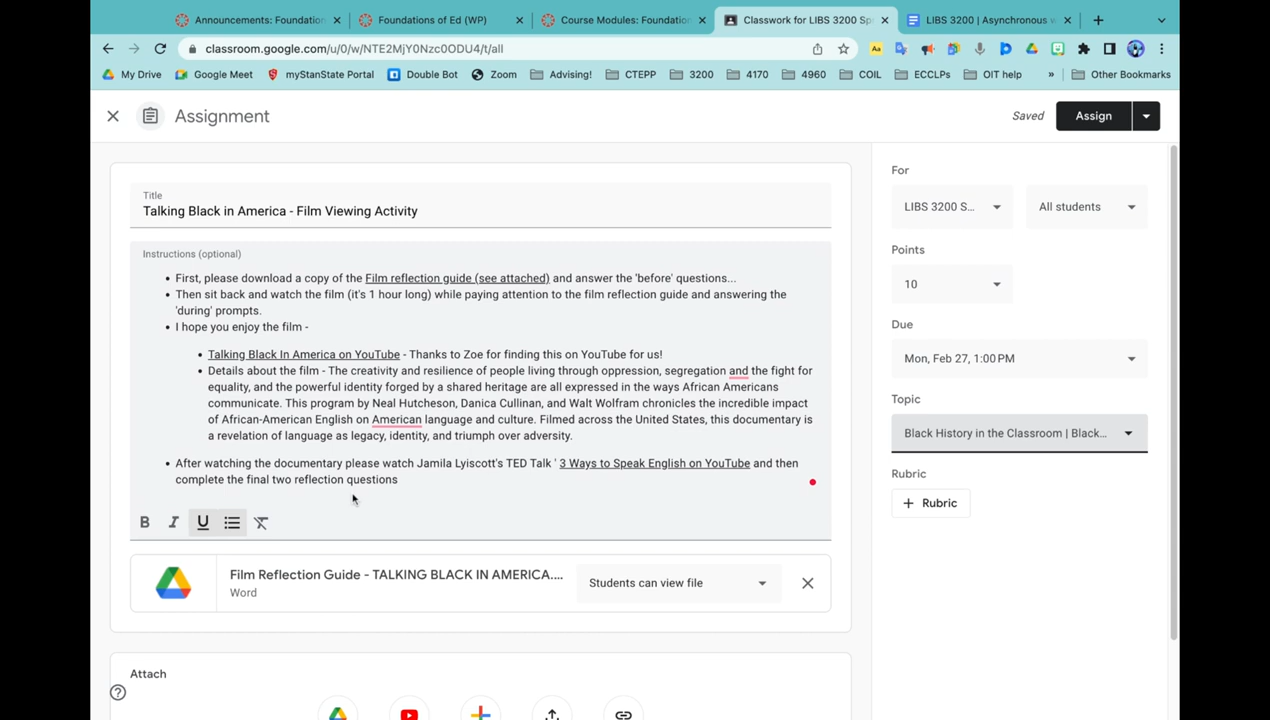 Announcements: Foundation
Foundations of Ed (WP)
Course Modules: Foundation
Classwork for LIBS 3200 Sp
LIBS 3200 | Asynchronous w
classroom.google.com/u/0/w/NTE2MjY0Nzc0ODU4/t/all
Aa
My Drive
Google Meet
myStanState Portal
Double Bot
Zoom
Advising!
CTEPP
3200
4170
4960
COIL
ECCLPs
OIT help
»
Other Bookmarks
Assignment
Saved
Assign
Title
Talking Black in America - Film Viewing Activity
Instructions (optional)
• First, please download a copy of the Film reflection guide (see attached) and answer the 'before' questions...
• Then sit back and watch the film (it's 1 hour long) while paying attention to the film reflection guide and answering the
'during' prompts.
• I hope you enjoy the film -
• Talking Black In America on YouTube - Thanks to Zoe for finding this on YouTube for us!
• Details about the film - The creativity and resilience of people living through oppression, segregation and the fight for
equality, and the powerful identity forged by a shared heritage are all expressed in the ways African Americans
communicate. This program by Neal Hutcheson, Danica Cullinan, and Walt Wolfram chronicles the incredible impact
of African-American English on American language and culture. Filmed across the United States, this documentary is
a revelation of language as legacy, identity, and triumph over adversity.
• After watching the documentary please watch Jamila Lyiscott's TED Talk ' 3 Ways to Speak English on YouTube and then
complete the final two reflection questions
B I U
Film Reflection Guide - TALKING BLACK IN AMERICA....
Word
Students can view file
Attach
For
LIBS 3200 S...
All students
Points
10
Due
Mon, Feb 27, 1:00 PM
Topic
Black History in the Classroom | Black...
Rubric
+ Rubric